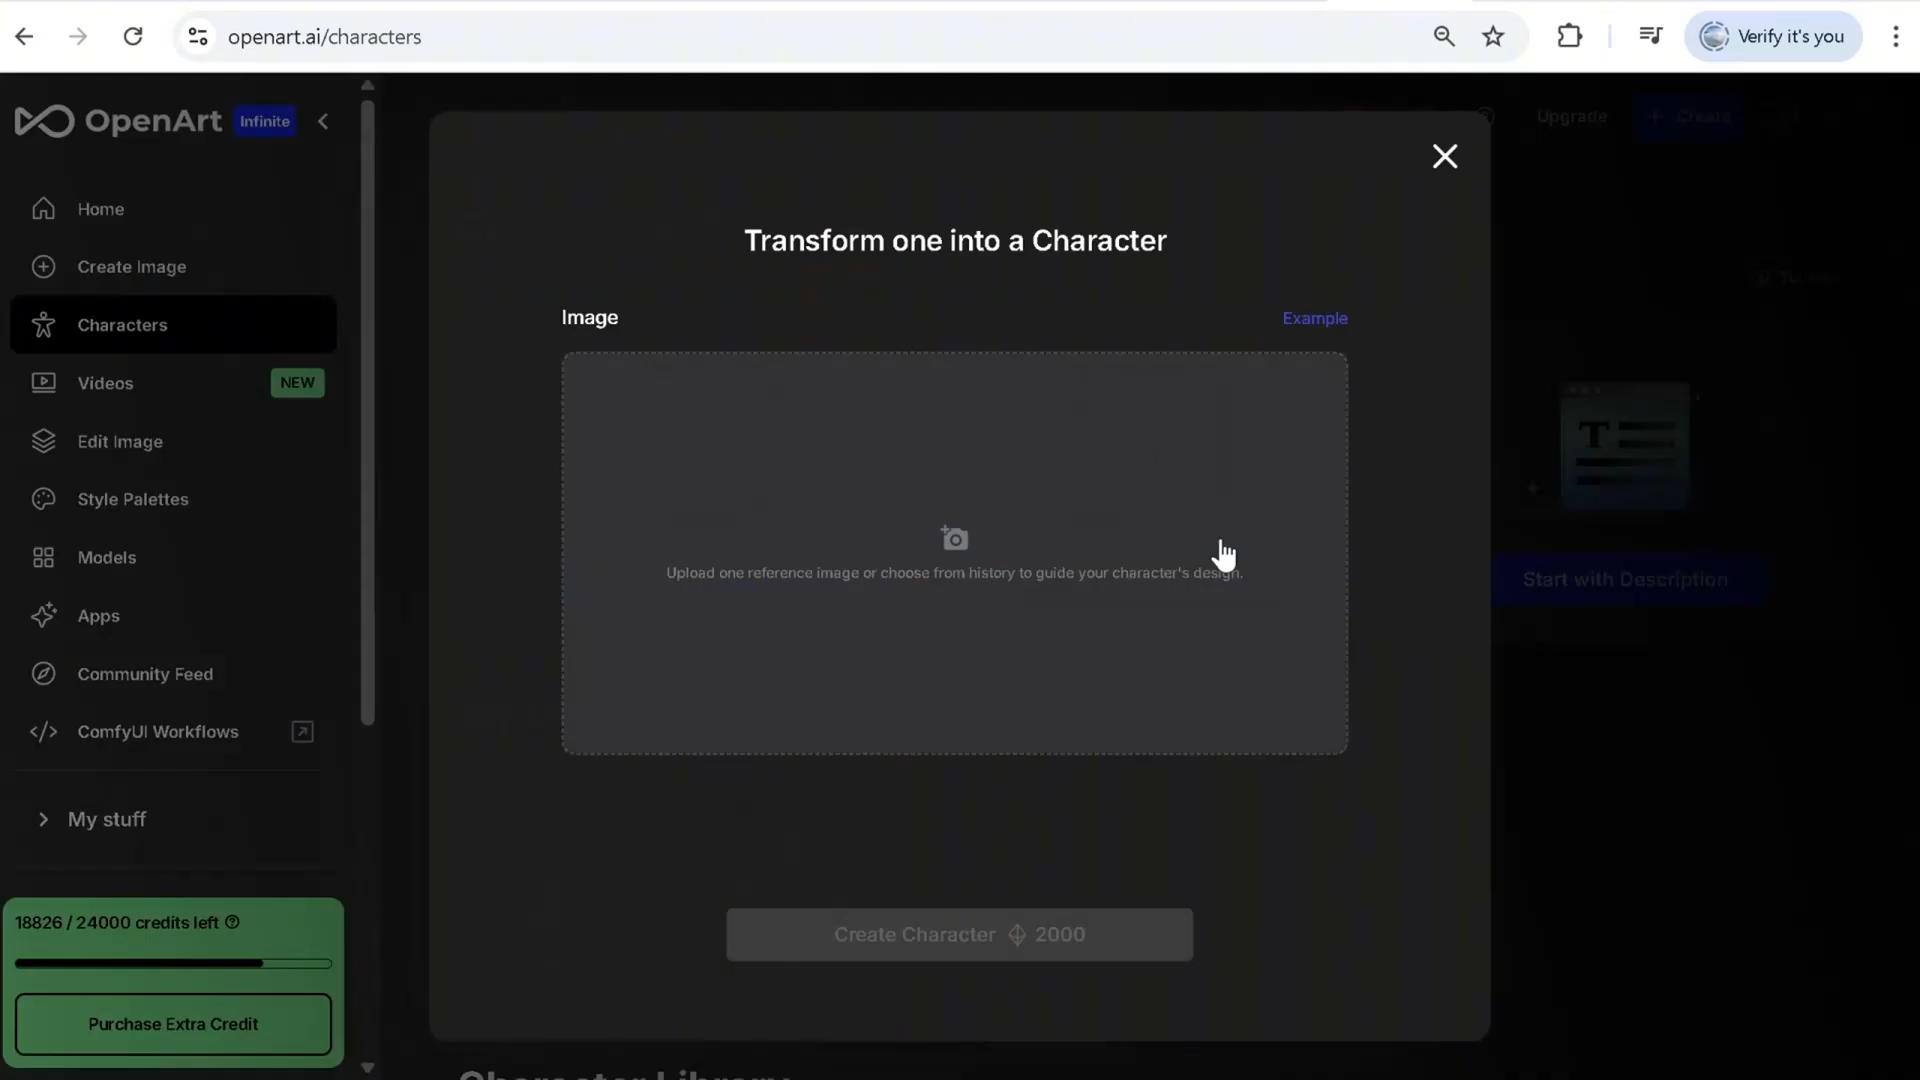 openart.ai/characters
Verify it's you
OpenArt Infinite
Upgrade
+ Create
Home
Create Image
Characters
Videos NEW
Edit Image
Style Palettes
Models
Apps
Community Feed
ComfyUI Workflows
My stuff
18826 / 24000 credits left
Purchase Extra Credit
Transform one into a Character
Image
Example
Upload one reference image or choose from history to guide your character's design.
Create Character 2000
T
Start with Description
Character Library